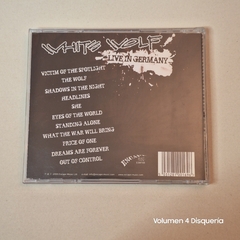 WHITE WOLF
LIVE IN GERMANY
VICTIM OF THE SPOTLIGHT
THE WOLF
SHADOWS IN THE NIGHT
HEADLINES
SHE
EYES OF THE WORLD
STANDING ALONE
WHAT THE WAR WILL BRING
PRICE OF ONE
DREAMS ARE FOREVER
OUT OF CONTROL
Volumen 4 Disquería